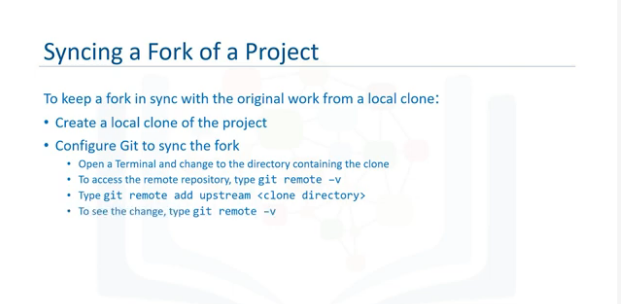 Syncing a Fork of a Project
To keep a fork in sync with the original work from a local clone:
• Create a local clone of the project
• Configure Git to sync the fork
• Open a Terminal and change to the directory containing the clone
• To access the remote repository, type git remote –v
• Type git remote add upstream <clone directory>
• To see the change, type git remote –v